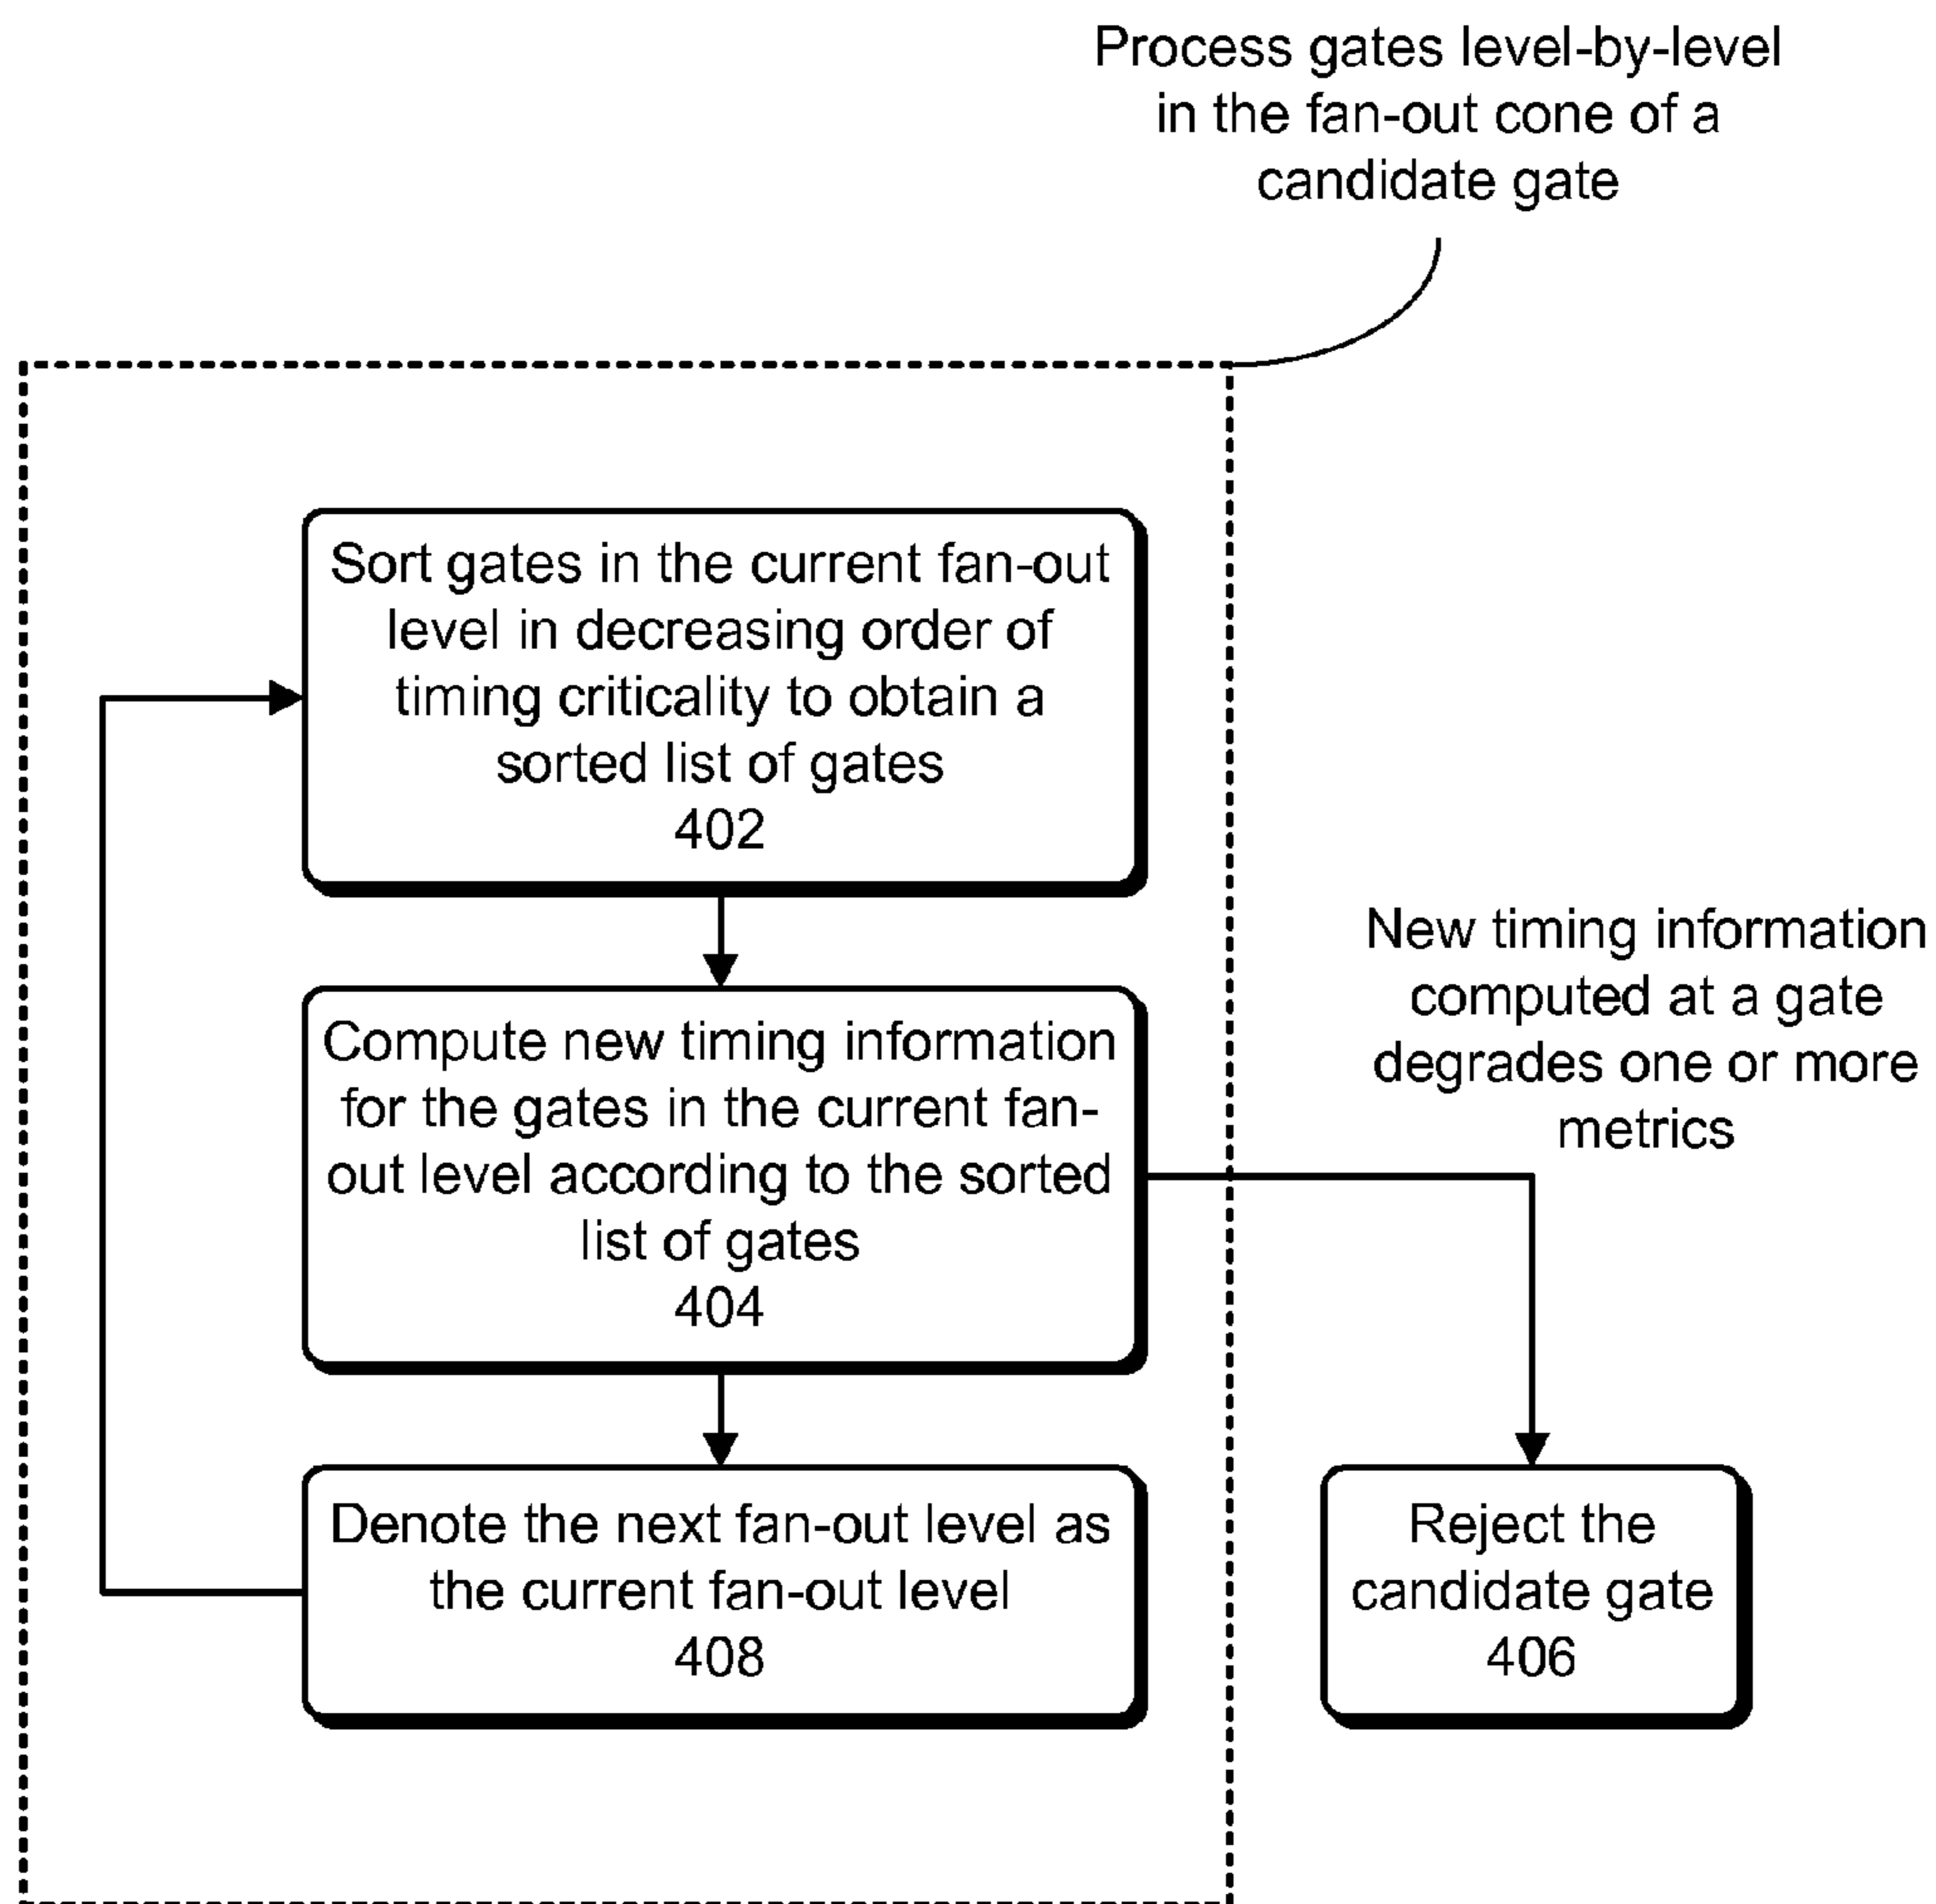 Process gates level-by-level
in the fan-out cone of a
candidate gate
Sort gates in the current fan-out
level in decreasing order of
timing criticality to obtain a
sorted list of gates
402
New timing information
computed at a gate
degrades one or more
metrics
Compute new timing information
for the gates in the current fan-
out level according to the sorted
list of gates
404
Denote the next fan-out level as
the current fan-out level
408
Reject the
candidate gate
406